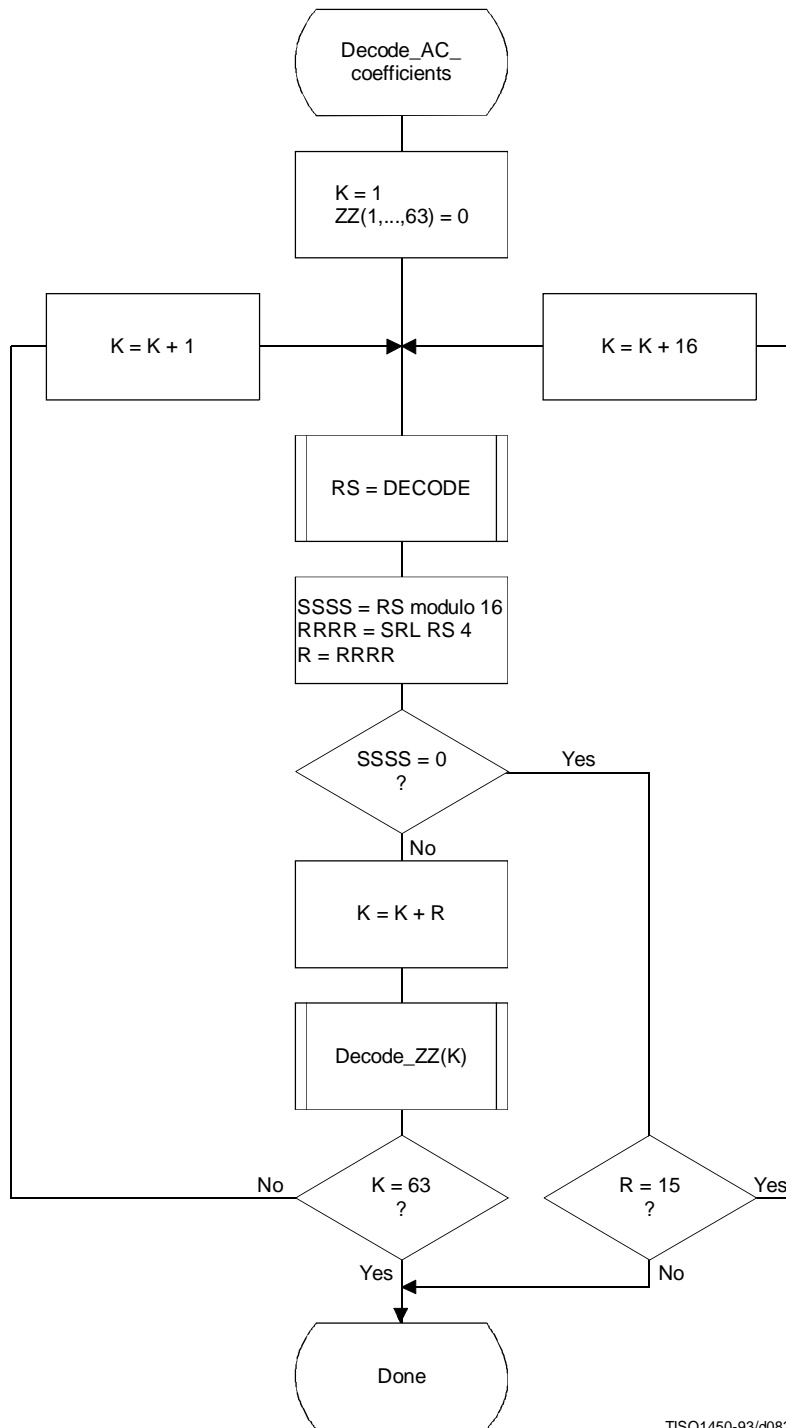 Decode_AC_
coefficients
K = 1
ZZ(1,...,63) = 0
K = K + 1
K = K + 16
RS = DECODE
SSSS = RS modulo 16
RRRR = SRL RS 4
R = RRRR
SSSS = 0
?
Yes
No
K = K + R
Decode_ZZ(K)
No
K = 63
?
R = 15
?
Yes
Yes
No
Done